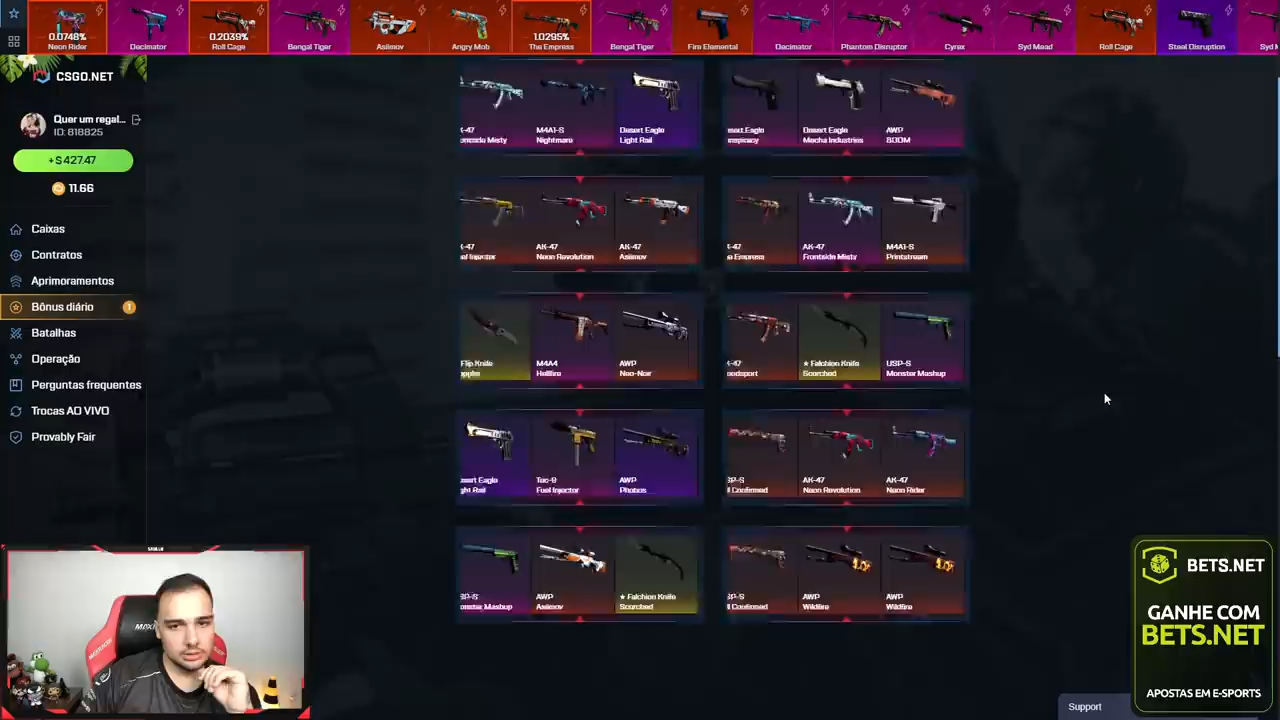 0.0748%
Neon Rider
Decimator
0.2039%
Roll Cage
Bengal Tiger
Asiimov
Angry Mob
1.0295%
The Empress
Bengal Tiger
Fire Elemental
Decimator
Phantom Disruptor
Cyrex
Syd Mead
Roll Cage
Steel Disruption
Syd M
CSGO.NET
Quer um regal...
ID: 818825
+$ 427.47
11.66
Caixas
Contratos
Aprimoramentos
Bônus diário 1
Batalhas
Operação
Perguntas frequentes
Trocas AO VIVO
Provably Fair
M4A1-S
Nightmare
Desert Eagle
Light Rail
Desert Eagle
Mecha Industries
AWP
BOOM
AK-47
Neon Revolution
AK-47
Asiimov
AK-47
Frontside Misty
M4A1-S
Printstream
Flip Knife
M4A4
Hellfire
AWP
Neo-Noir
★ Falchion Knife
Scorched
USP-S
Monster Mashup
Tec-9
Fuel Injector
AWP
Phobos
l Confirmed
AK-47
Neon Revolution
AK-47
Neon Rider
AWP
Asiimov
★ Falchion Knife
Scorched
l Confirmed
AWP
Wildfire
AWP
Wildfire
BETS.NET
GANHE COM
BETS.NET
APOSTAS EM E-SPORTS
Support